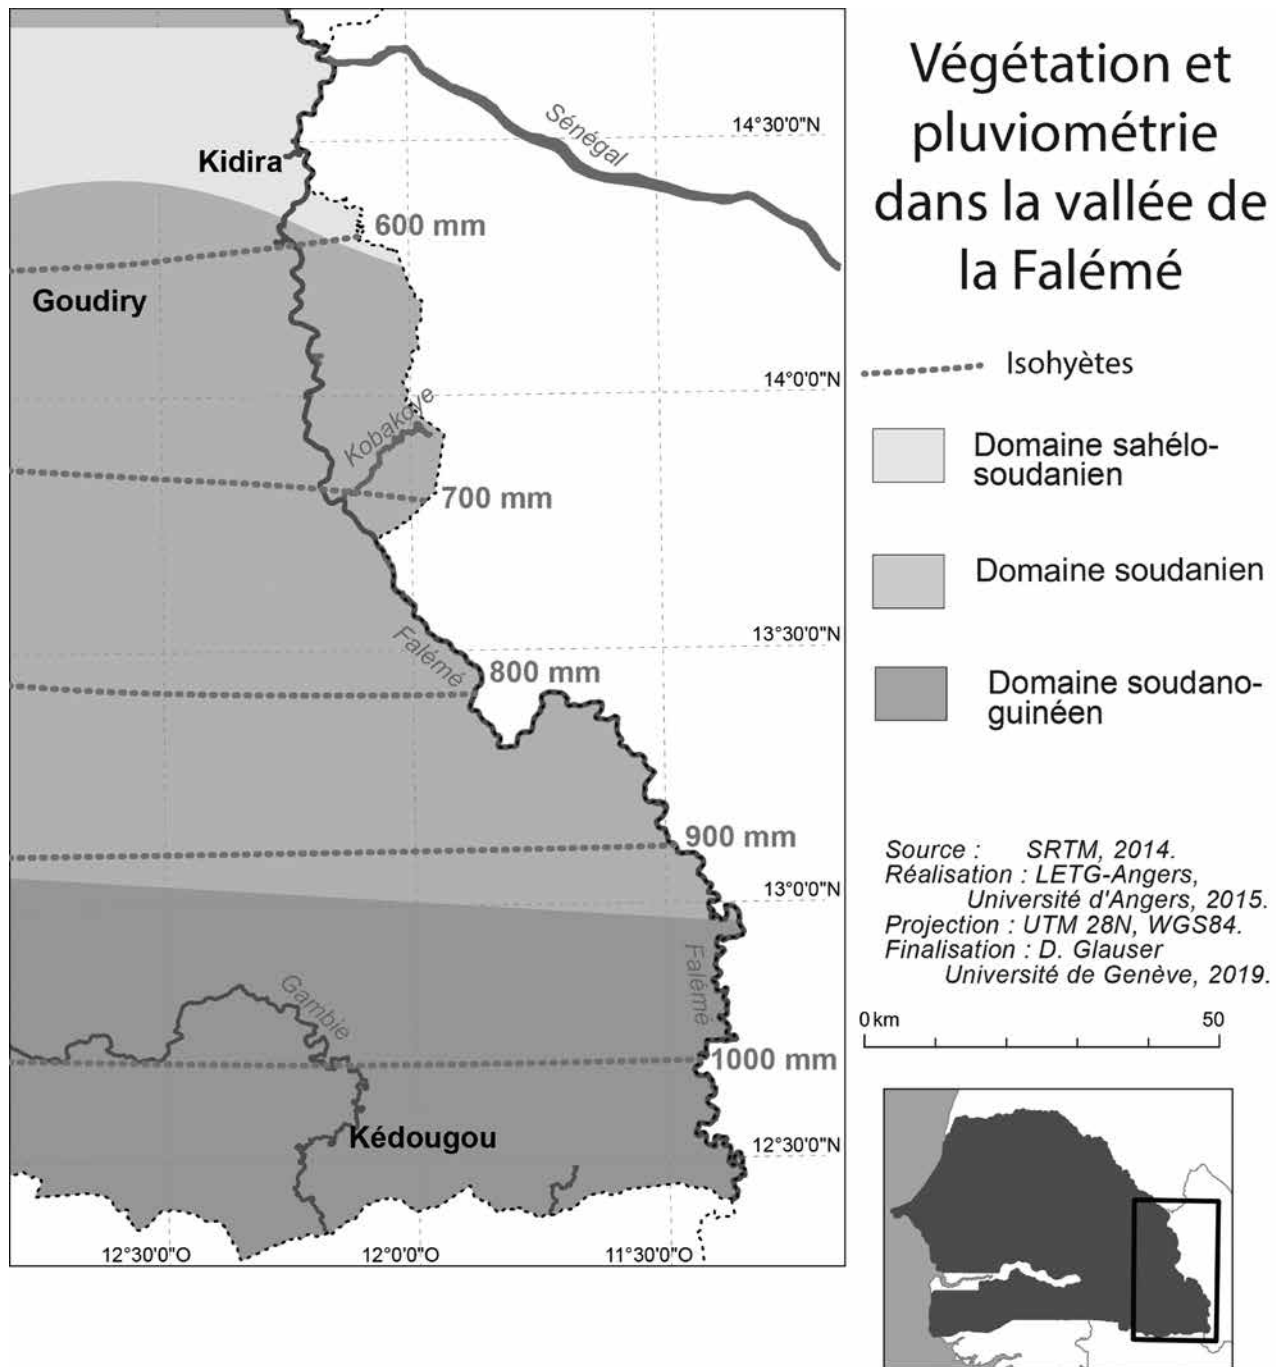 Végétation et
pluviométrie
dans la vallée de
la Falémé
Isohyètes
Domaine sahélo-
soudanien
Domaine soudanien
Domaine soudano-
guinéen
Source : SRTM, 2014.
Réalisation : LETG-Angers,
Université d'Angers, 2015.
Projection : UTM 28N, WGS84.
Finalisation : D. Glauser
Université de Genève, 2019.
0 km 50
Sénégal
14°30'0"N
Kidira
600 mm
Goudiry
14°0'0"N
Kobakoye
700 mm
13°30'0"N
Falémé
800 mm
900 mm
13°0'0"N
Falémé
Gambie
1000 mm
Kédougou
12°30'0"N
12°30'0"O
12°0'0"O
11°30'0"O